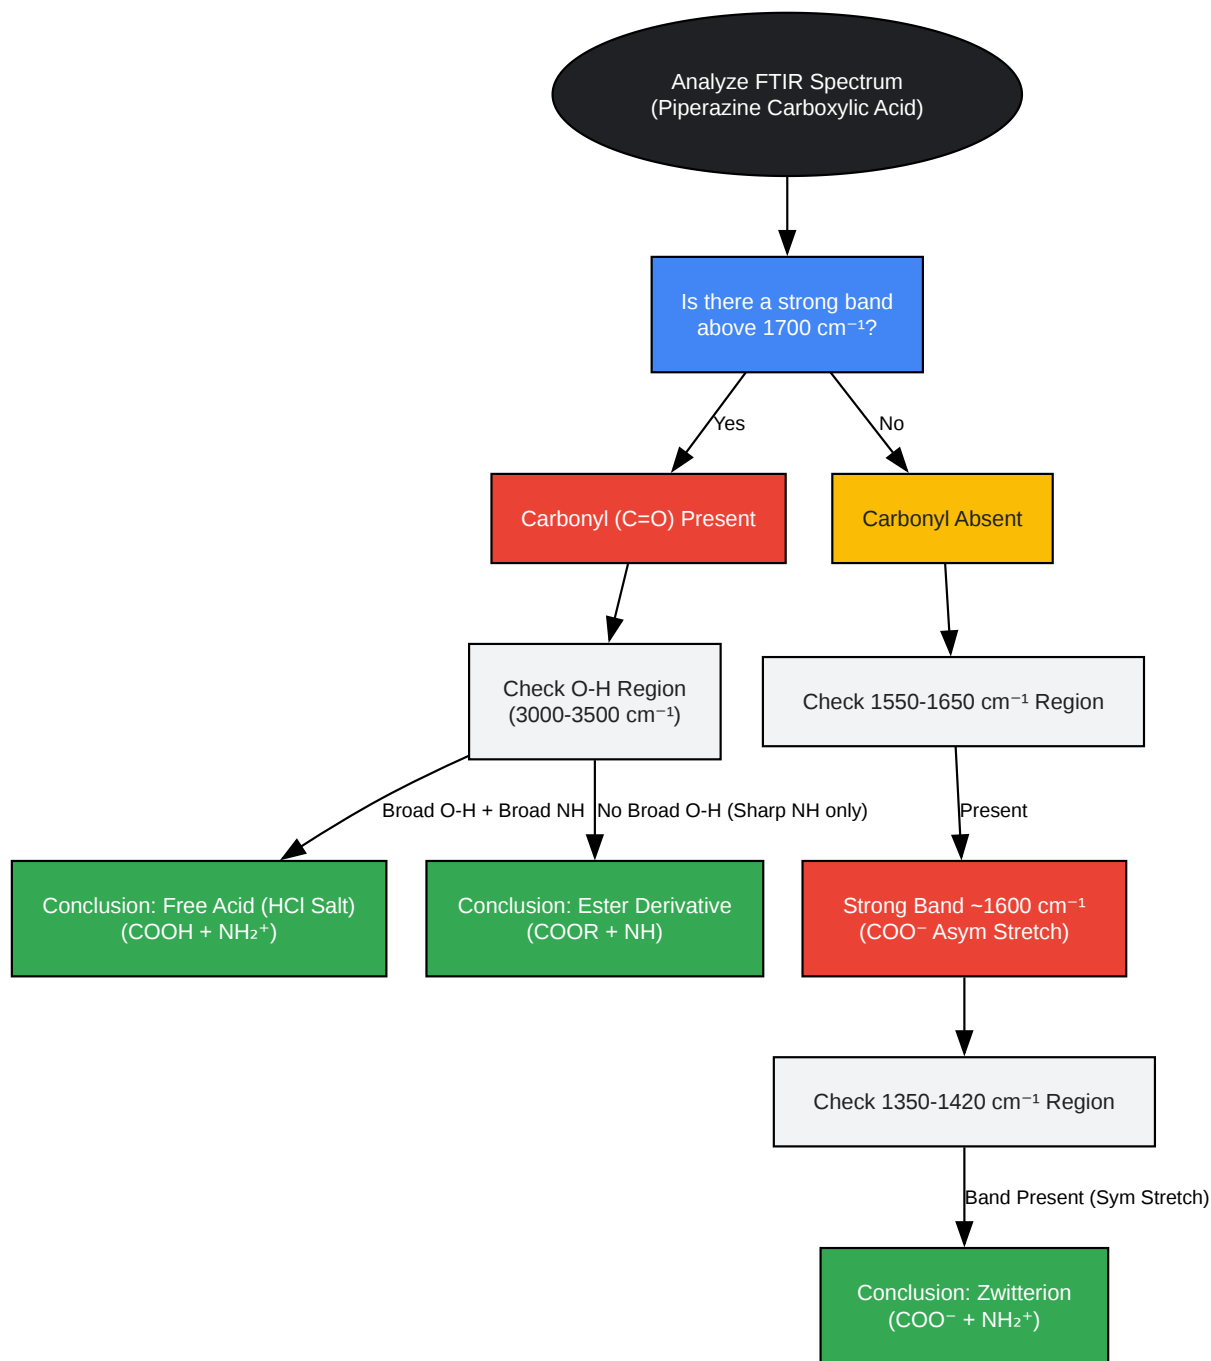 Analyze FTIR Spectrum
(Piperazine Carboxylic Acid)
Is there a strong band
above 1700 cm⁻¹?
Yes
No
Carbonyl (C=O) Present
Carbonyl Absent
Check O-H Region
(3000-3500 cm⁻¹)
Check 1550-1650 cm⁻¹ Region
Broad O-H + Broad NH
No Broad O-H (Sharp NH only)
Present
Conclusion: Free Acid (HCl Salt)
(COOH + NH₂⁺)
Conclusion: Ester Derivative
(COOR + NH)
Strong Band ~1600 cm⁻¹
(COO⁻ Asym Stretch)
Check 1350-1420 cm⁻¹ Region
Band Present (Sym Stretch)
Conclusion: Zwitterion
(COO⁻ + NH₂⁺)